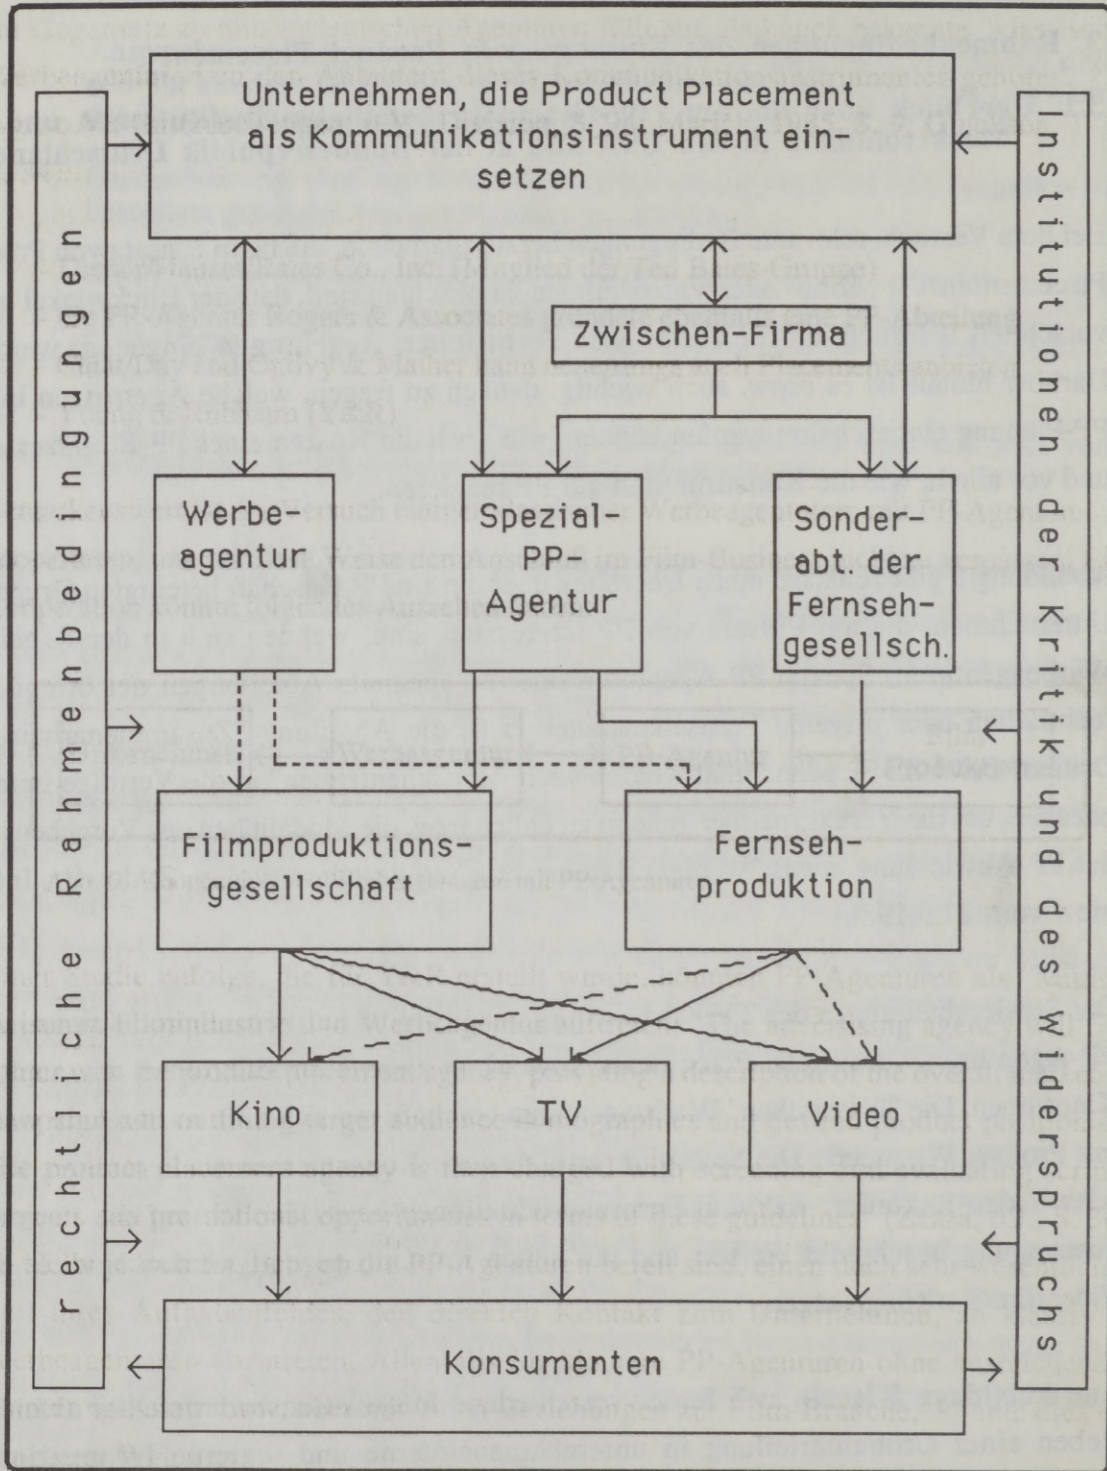 Unternehmen, die Product Placement
als Kommunikationsinstrument ein-
setzen
rechtliche Rahmenbedingungen
Institutionen der Kritik und des Widerspruchs
Zwischen-Firma
Werbe-
agentur
Spezial-
PP-
Agentur
Sonder-
abt. der
Fernseh-
gesellsch.
Filmproduktions-
gesellschaft
Fernseh-
produktion
Kino
TV
Video
Konsumenten